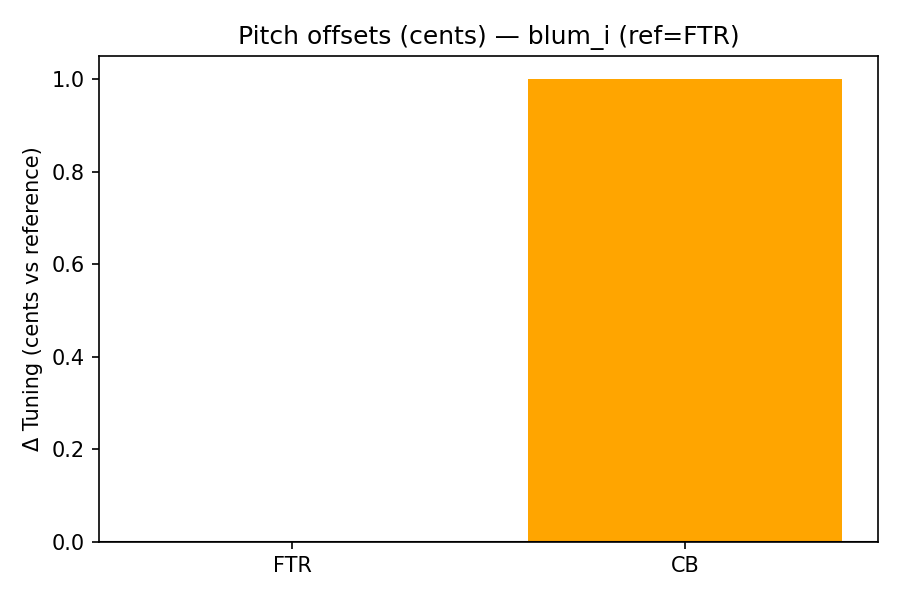 Pitch offsets (cents) — blum_i (ref=FTR)
Δ Tuning (cents vs reference)
1.0
0.8
0.6
0.4
0.2
0.0
FTR
CB